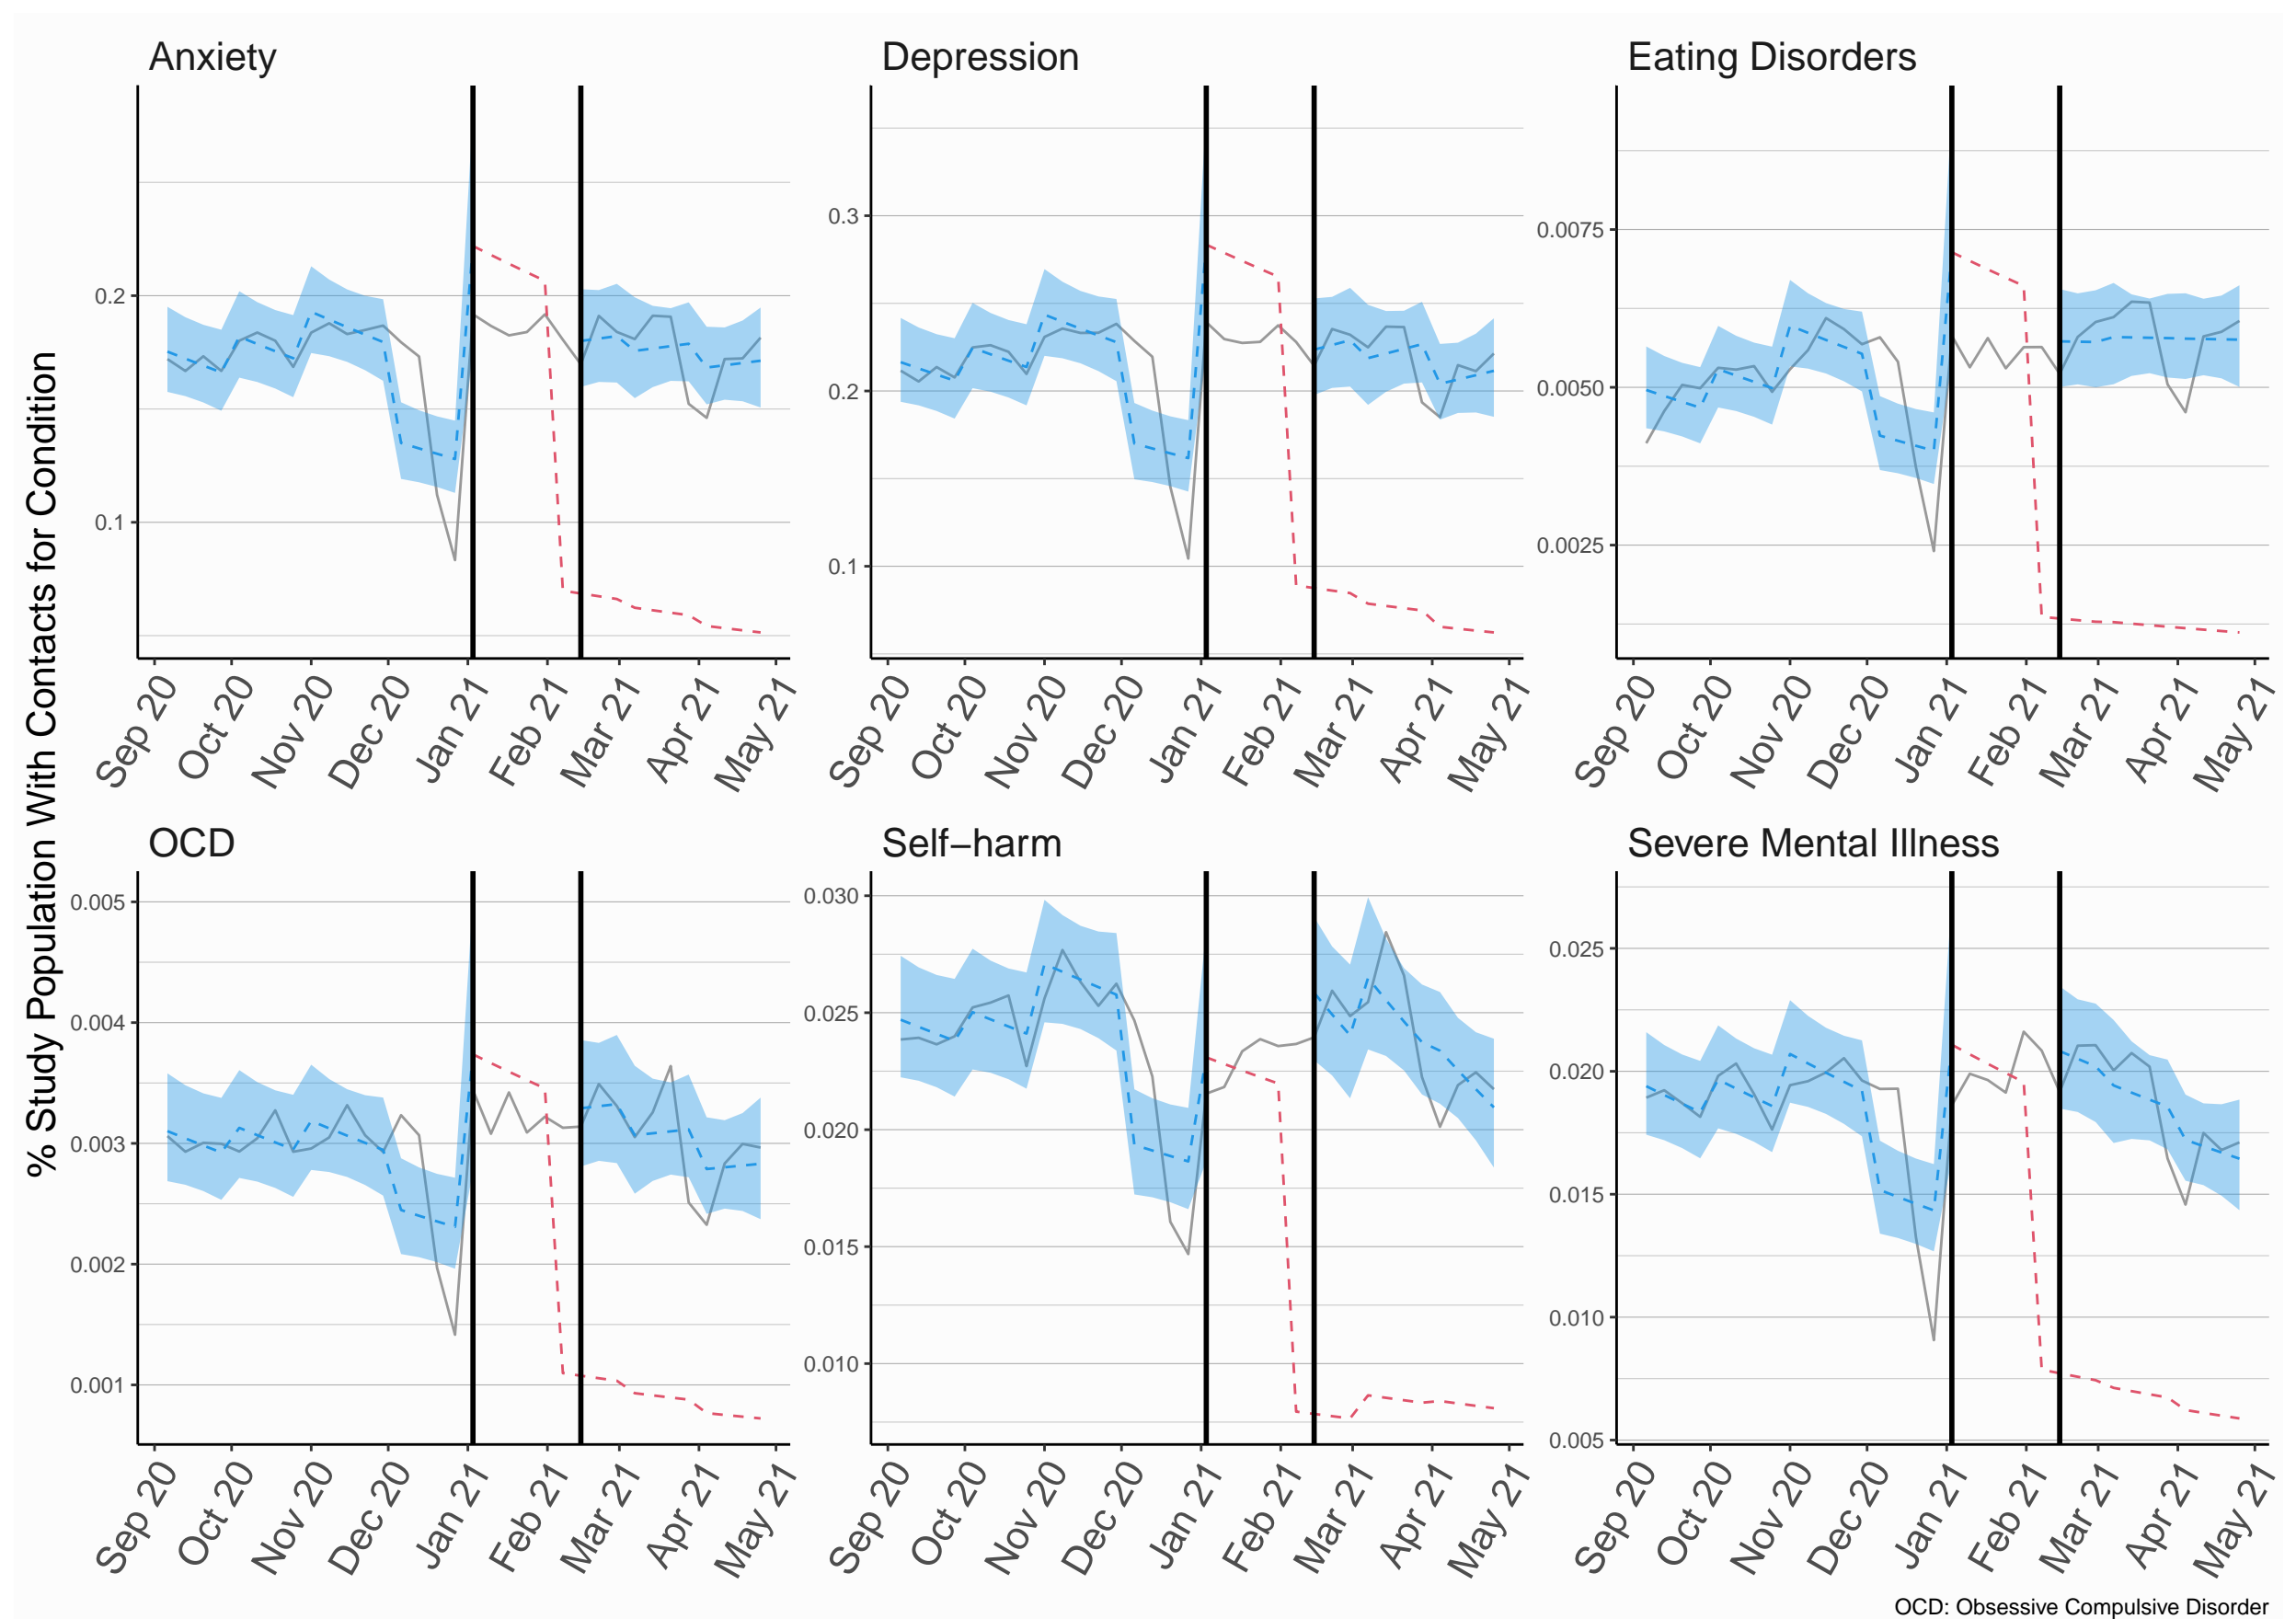 % Study Population With Contacts for Condition
Anxiety
0.2
0.1
Sep 20 Oct 20 Nov 20 Dec 20 Jan 21 Feb 21 Mar 21 Apr 21 May 21
Depression
0.3
0.2
0.1
Sep 20 Oct 20 Nov 20 Dec 20 Jan 21 Feb 21 Mar 21 Apr 21 May 21
Eating Disorders
0.0075
0.0050
0.0025
Sep 20 Oct 20 Nov 20 Dec 20 Jan 21 Feb 21 Mar 21 Apr 21 May 21
OCD
0.005
0.004
0.003
0.002
0.001
Sep 20 Oct 20 Nov 20 Dec 20 Jan 21 Feb 21 Mar 21 Apr 21 May 21
Self−harm
0.030
0.025
0.020
0.015
0.010
Sep 20 Oct 20 Nov 20 Dec 20 Jan 21 Feb 21 Mar 21 Apr 21 May 21
Severe Mental Illness
0.025
0.020
0.015
0.010
0.005
Sep 20 Oct 20 Nov 20 Dec 20 Jan 21 Feb 21 Mar 21 Apr 21 May 21
OCD: Obsessive Compulsive Disorder